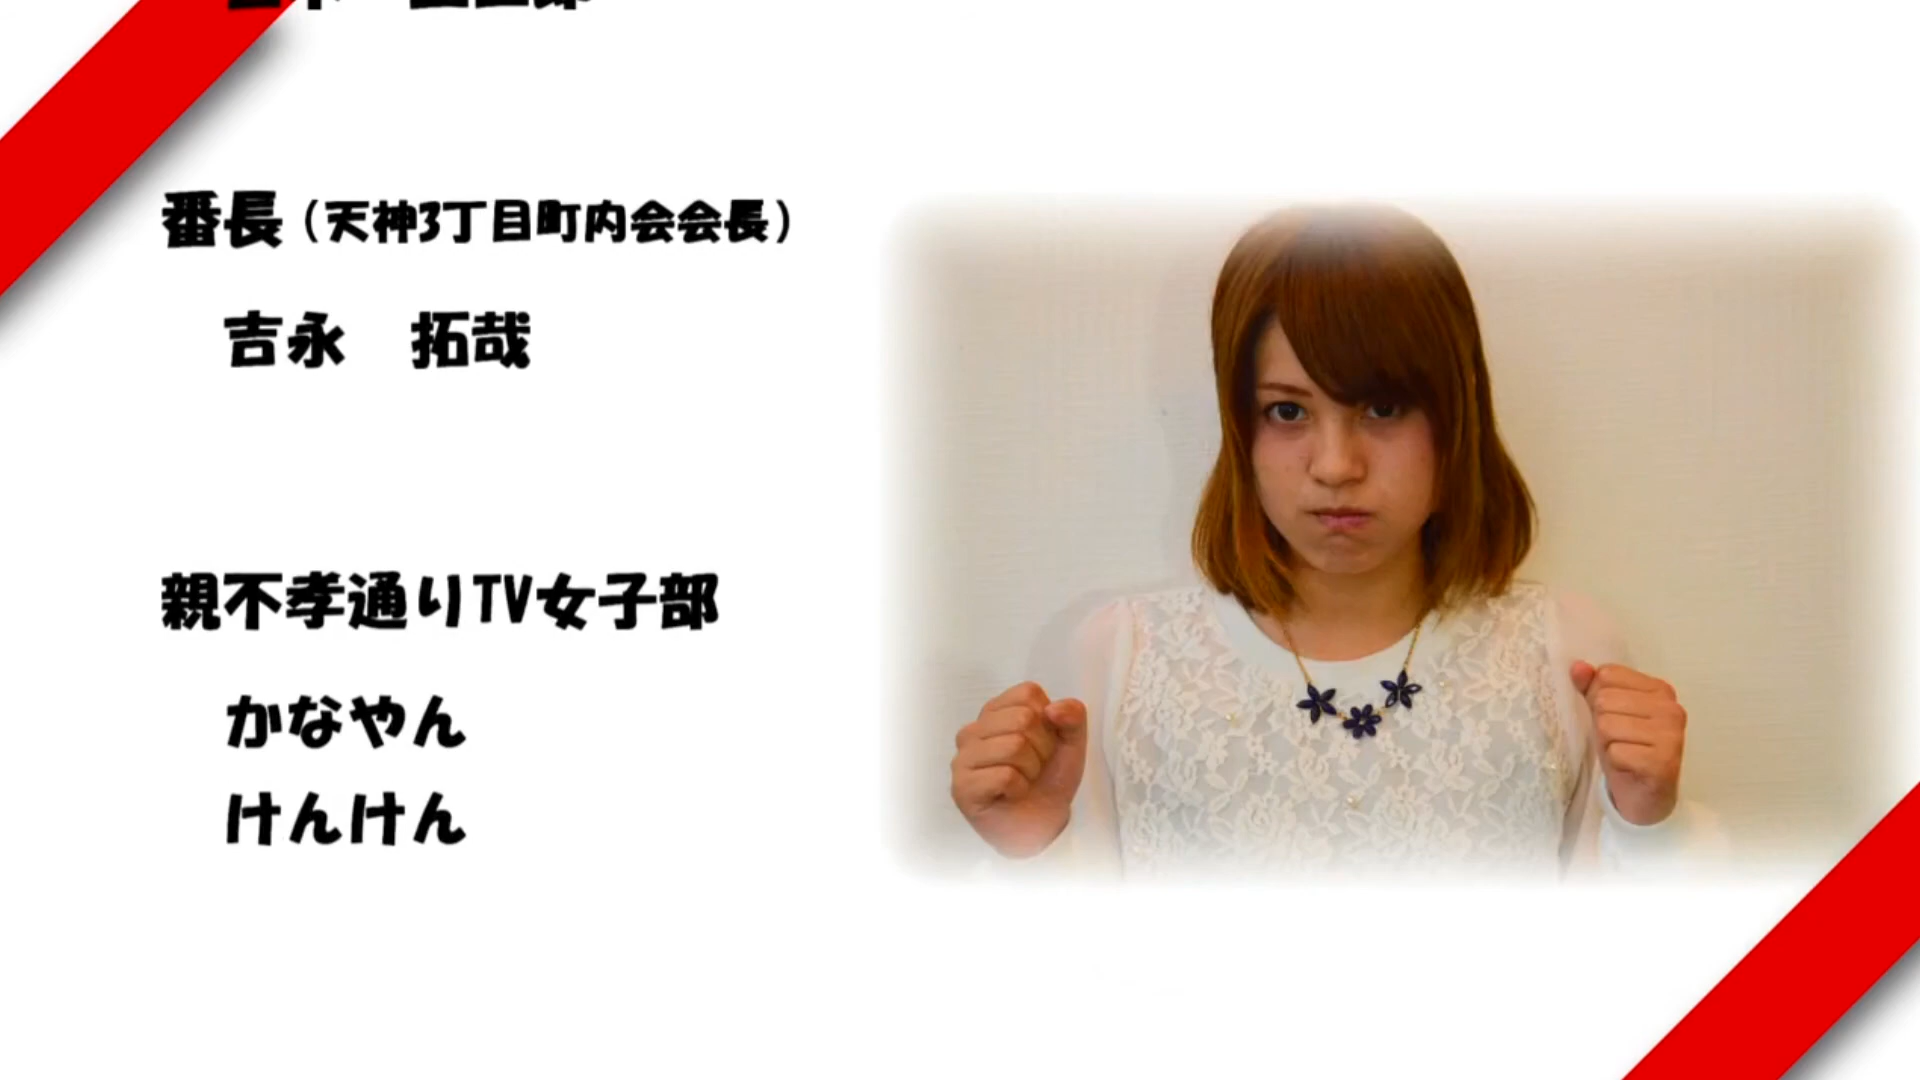 番長（天神3丁目町内会会長）
吉永　拓哉
親不孝通りTV女子部
かなやん
けんけん